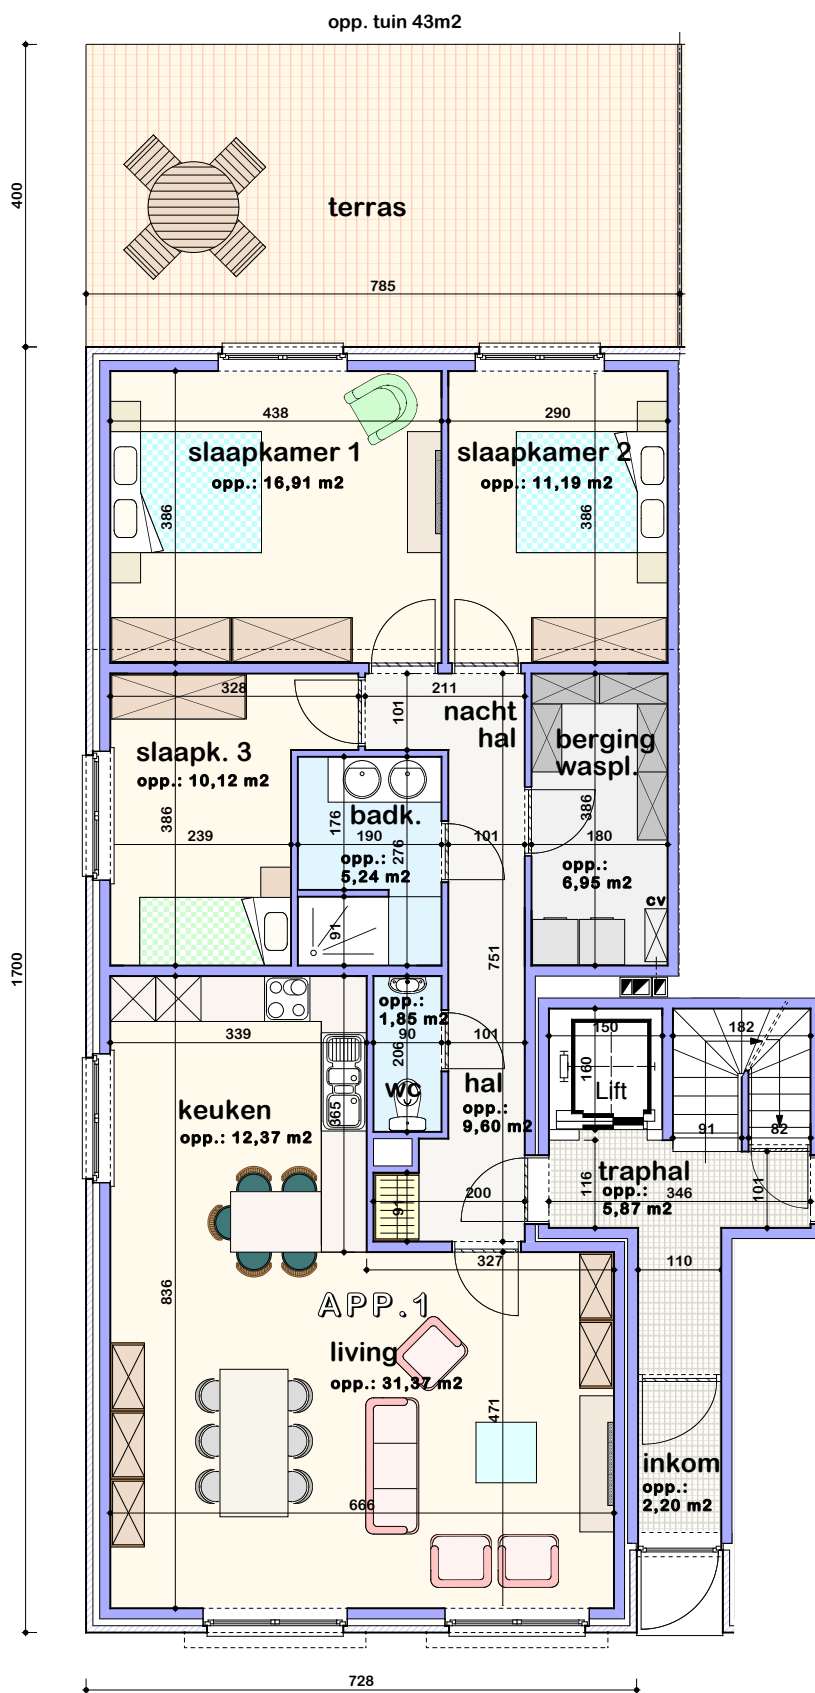 opp. tuin 43m2
400
terras
785
438
290
slaapkamer 1
opp.: 16,91 m2
slaapkamer 2
opp.: 11,19 m2
386
386
328
211
101
nacht
hal
slaapk. 3
opp.: 10,12 m2
berging
waspl.
386
176
badk.
386
239
190
276
101
180
opp.:
5,24 m2
opp.:
6,95 m2
cv
91
751
1700
opp.:
1,85 m2
339
90
206
101
150
182
160
wc
hal
opp.:
9,60 m2
Lift
keuken
opp.: 12,37 m2
365
91
82
traphal
opp.:
5,87 m2
116
346
101
200
91
327
110
836
APP.1
living
opp.: 31,37 m2
471
inkom
opp.:
2,20 m2
666
728